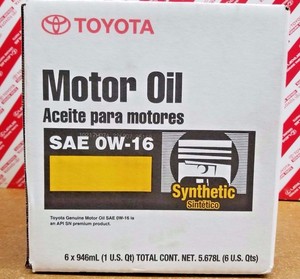 TOYOTA
Motor Oil
Aceite para motores
SAE 0W-16
Synthetic
Sintético
Toyota Genuine Motor Oil SAE 0W-16 is
an API SN premium product.
6 x 946mL (1 U.S. Qt) TOTAL CONT. NET. 5.678L (6 U.S. Qts)